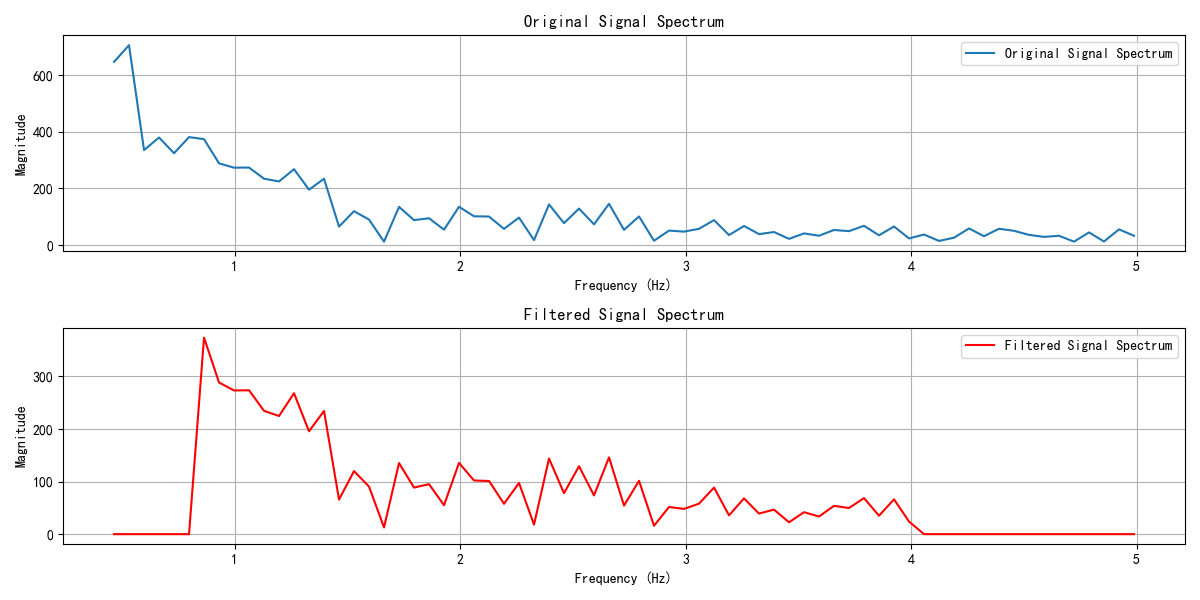 Original Signal Spectrum
Original Signal Spectrum
600
400
200
0
Magnitude
1 2 3 4 5
Frequency (Hz)
Filtered Signal Spectrum
Filtered Signal Spectrum
300
200
100
0
Magnitude
1 2 3 4 5
Frequency (Hz)